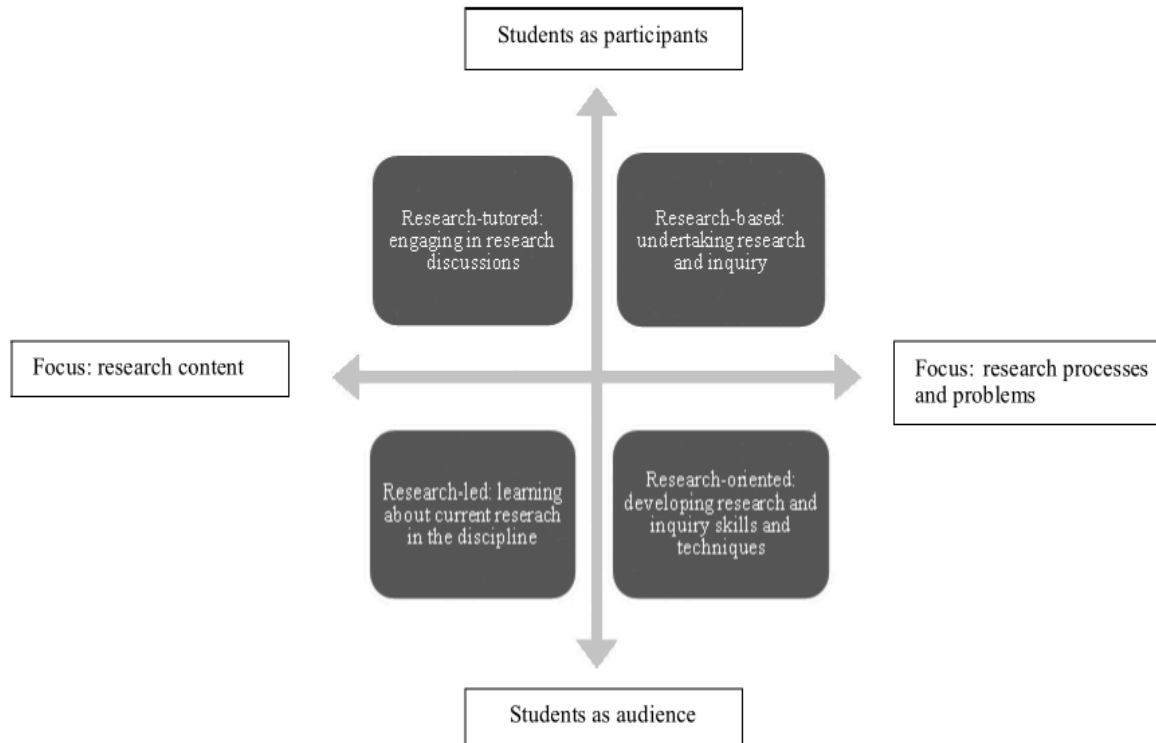 Students as participants
Research-tutored:
engaging in research
discussions
Research-based:
undertaking research
and inquiry
Focus: research content
Focus: research processes
and problems
Research-led: learning
about current reserach
in the discipline
Research-oriented:
developing research and
inquiry skills and
techniques
Students as audience